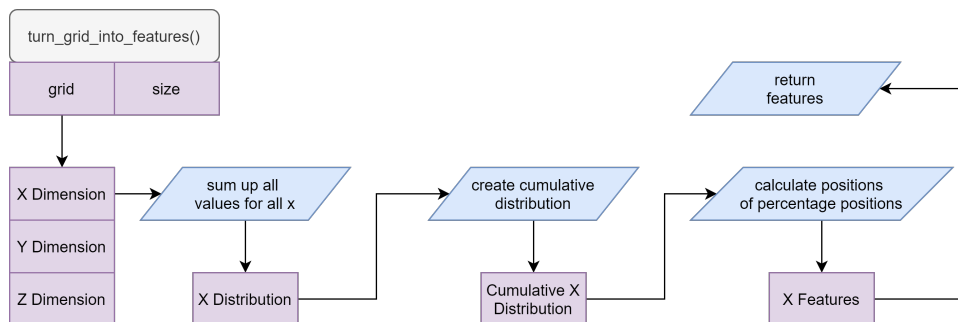 turn_grid_into_features()
grid
size
return
features
X Dimension
sum up all
values for all x
create cumulative
distribution
calculate positions
of percentage positions
Y Dimension
Z Dimension
X Distribution
Cumulative X
Distribution
X Features